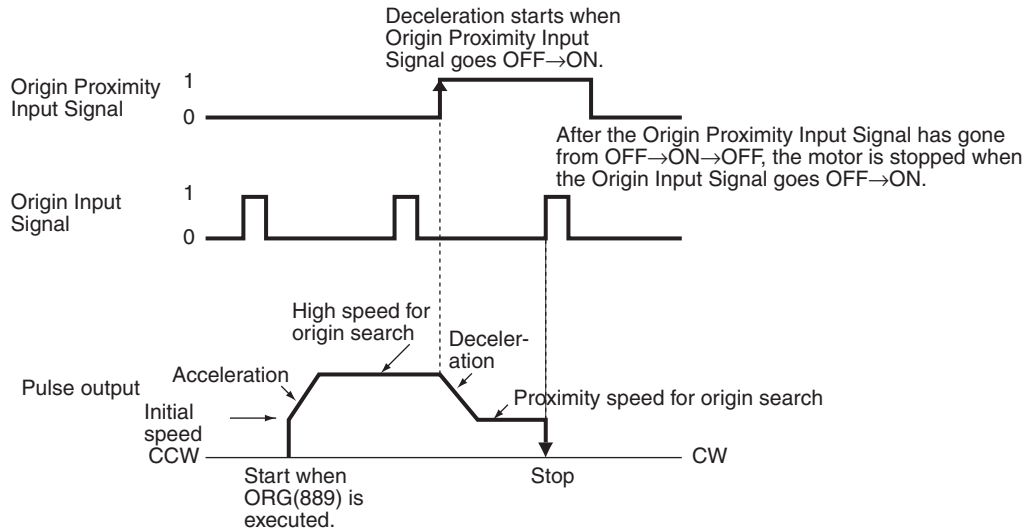 Deceleration starts when
Origin Proximity Input
Signal goes OFF→ON.
Origin Proximity
Input Signal
1
0
After the Origin Proximity Input Signal has gone
from OFF→ON→OFF, the motor is stopped when
the Origin Input Signal goes OFF→ON.
Origin Input
Signal
1
0
High speed for
origin search
Deceler-
ation
Acceleration
Pulse output
Proximity speed for origin search
Initial
speed
CCW
CW
Start when
ORG(889) is
executed.
Stop